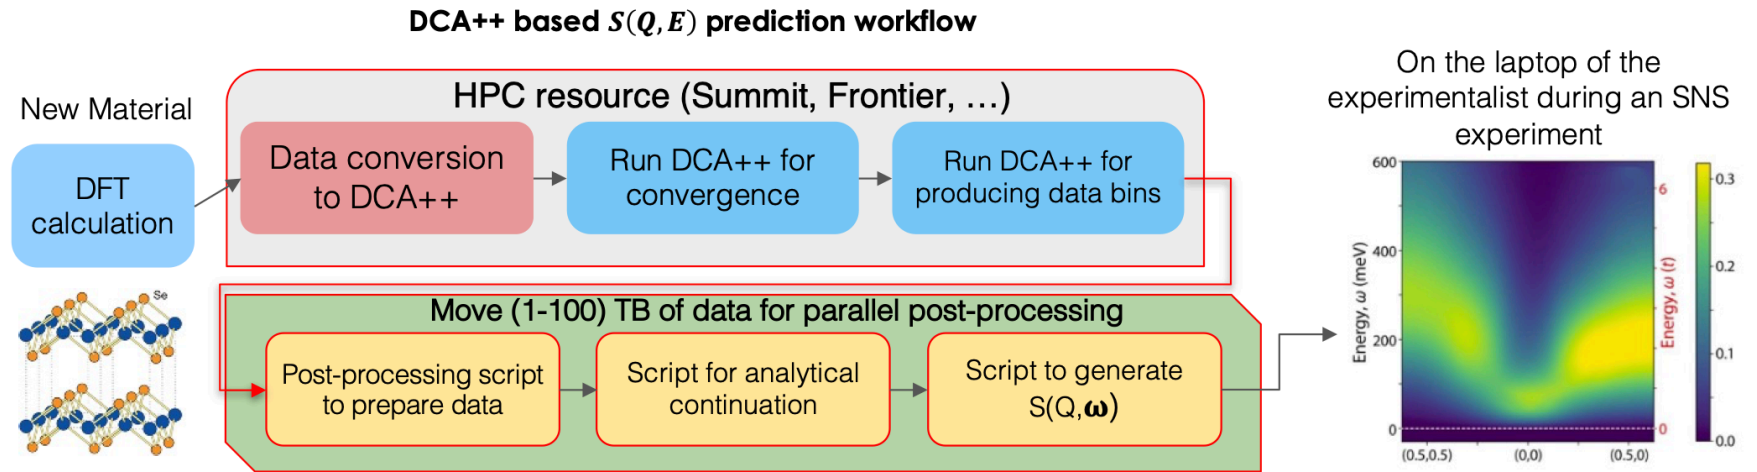 DCA++ based S(Q, E) prediction workflow
New Material
DFT
calculation
Se
HPC resource (Summit, Frontier, ...)
Data conversion
to DCA++
Run DCA++ for
convergence
Run DCA++ for
producing data bins
Move (1-100) TB of data for parallel post-processing
Post-processing script
to prepare data
Script for analytical
continuation
Script to generate
S(Q,ω)
On the laptop of the
experimentalist during an SNS
experiment
Energy, ω (meV)
600
400
200
0
(0.5,0.5)
(0,0)
(0.5,0)
6
0
Energy, ω (t)
0.3
0.2
0.1
0.0